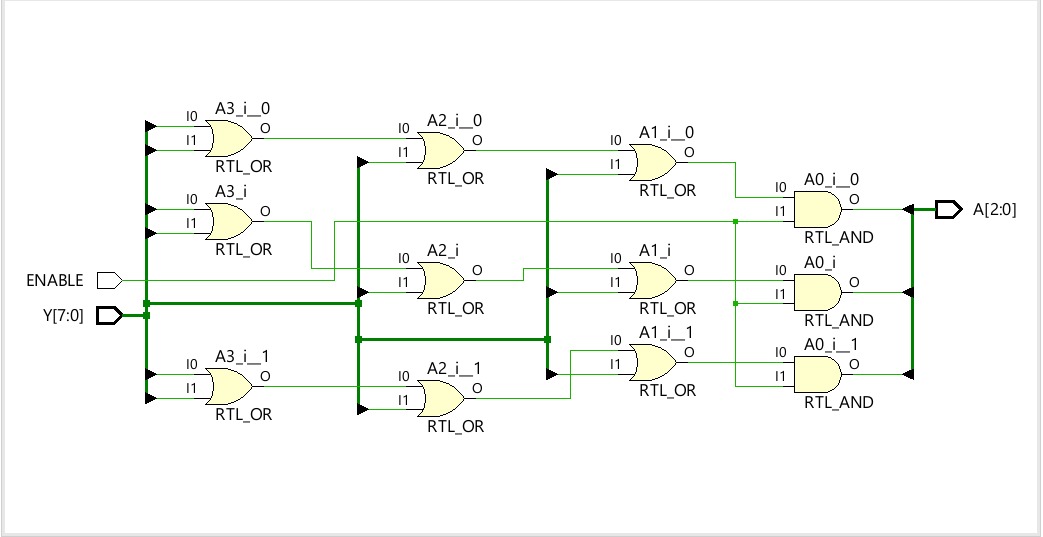 A3_i__0
I0
I1
O
RTL_OR
A2_i__0
I0
I1
O
RTL_OR
A1_i__0
I0
I1
O
RTL_OR
A0_i__0
I0
I1
O
RTL_AND
A[2:0]
A3_i
I0
I1
O
RTL_OR
A2_i
I0
I1
O
RTL_OR
A1_i
I0
I1
O
RTL_OR
A0_i
I0
I1
O
RTL_AND
ENABLE
Y[7:0]
A3_i__1
I0
I1
O
RTL_OR
A2_i__1
I0
I1
O
RTL_OR
A1_i__1
I0
I1
O
RTL_OR
A0_i__1
I0
I1
O
RTL_AND